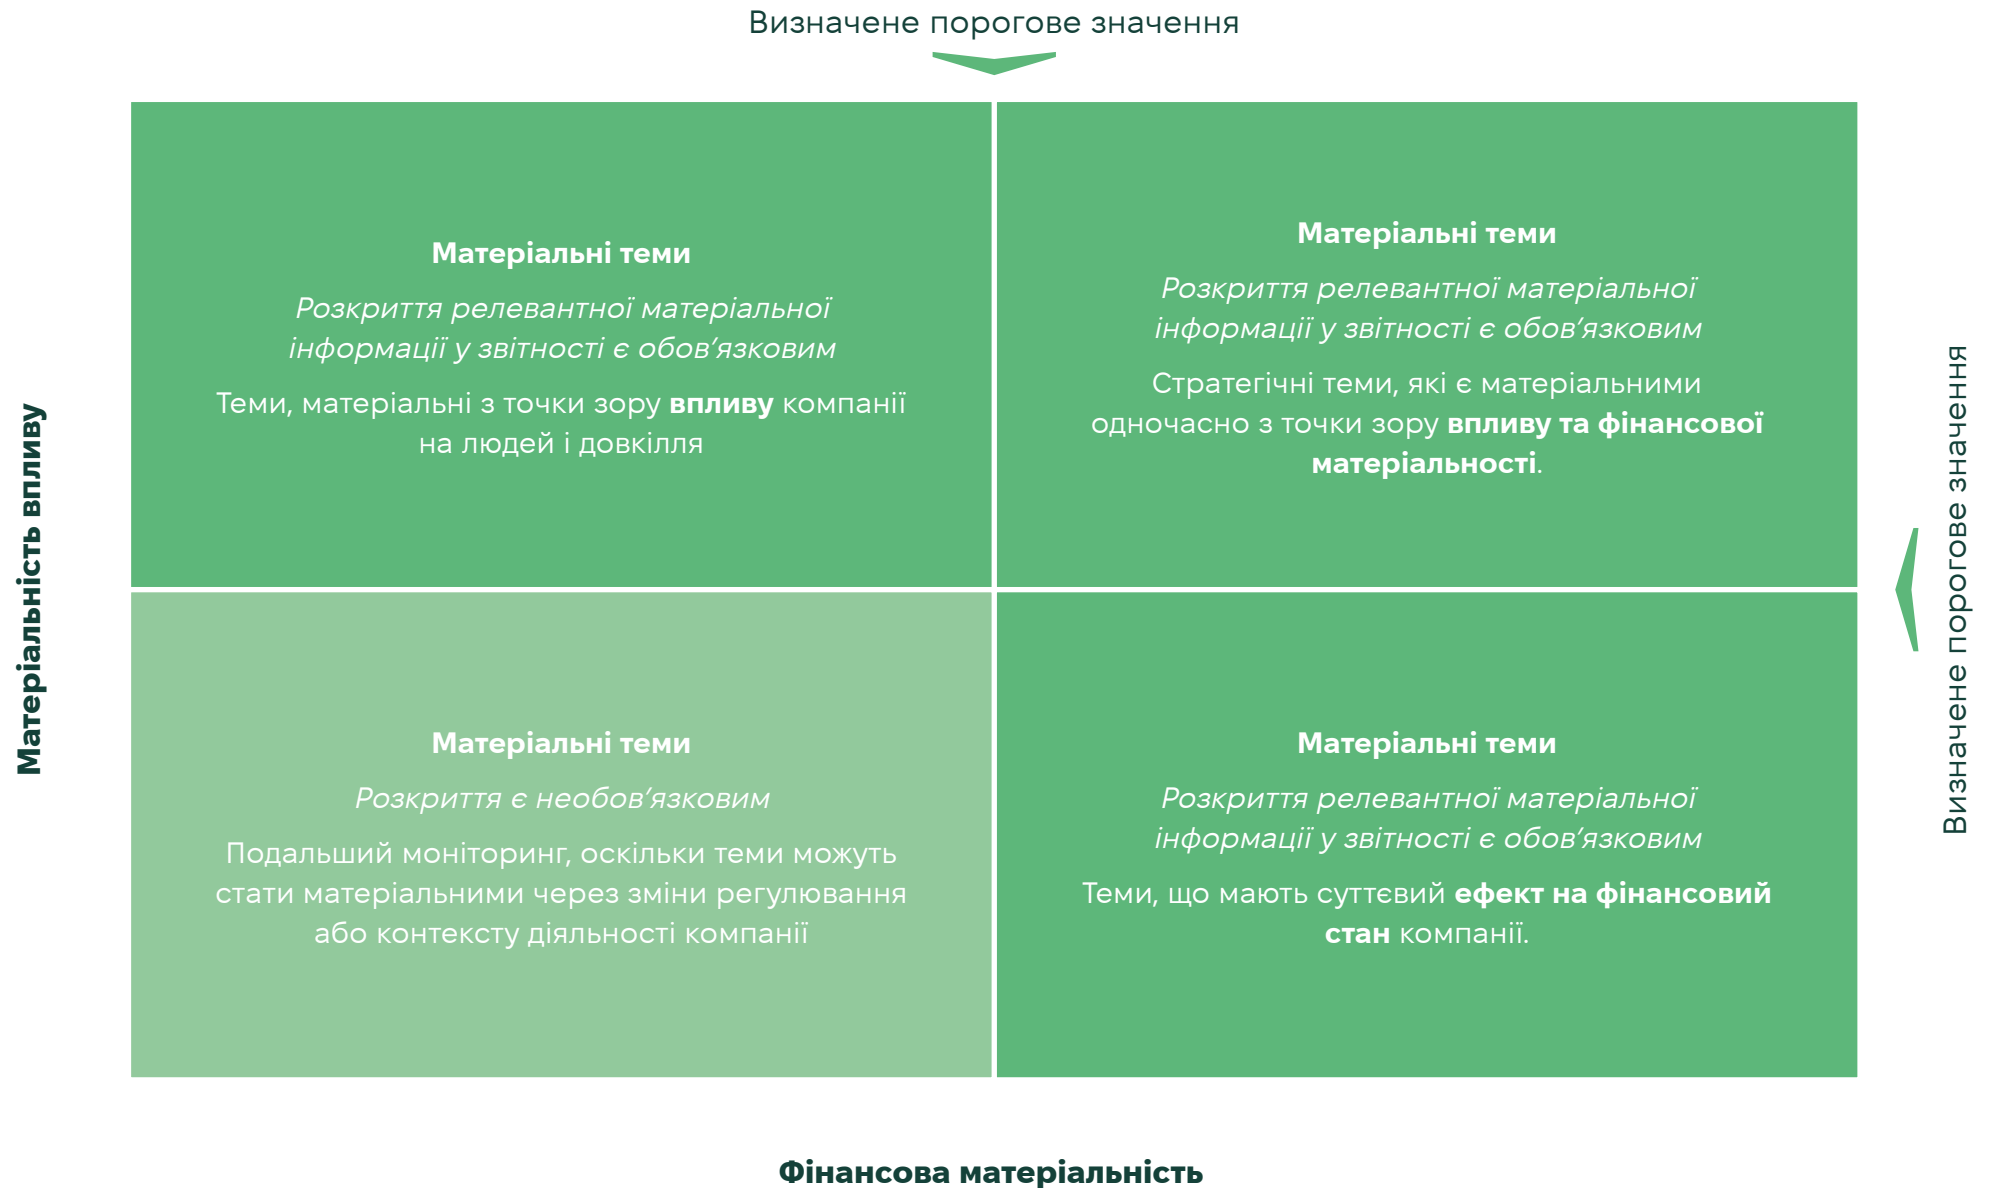 Визначене порогове значення
Матеріальність впливу
Матеріальні теми
Розкриття релевантної матеріальної
інформації у звітності є обов’язковим
Теми, матеріальні з точки зору впливу компанії
на людей і довкілля
Матеріальні теми
Розкриття релевантної матеріальної
інформації у звітності є обов’язковим
Стратегічні теми, які є матеріальними
одночасно з точки зору впливу та фінансової
матеріальності.
Матеріальні теми
Розкриття є необов’язковим
Подальший моніторинг, оскільки теми можуть
стати матеріальними через зміни регулювання
або контексту діяльності компанії
Матеріальні теми
Розкриття релевантної матеріальної
інформації у звітності є обов’язковим
Теми, що мають суттєвий ефект на фінансовий
стан компанії.
Визначене порогове значення
Фінансова матеріальність